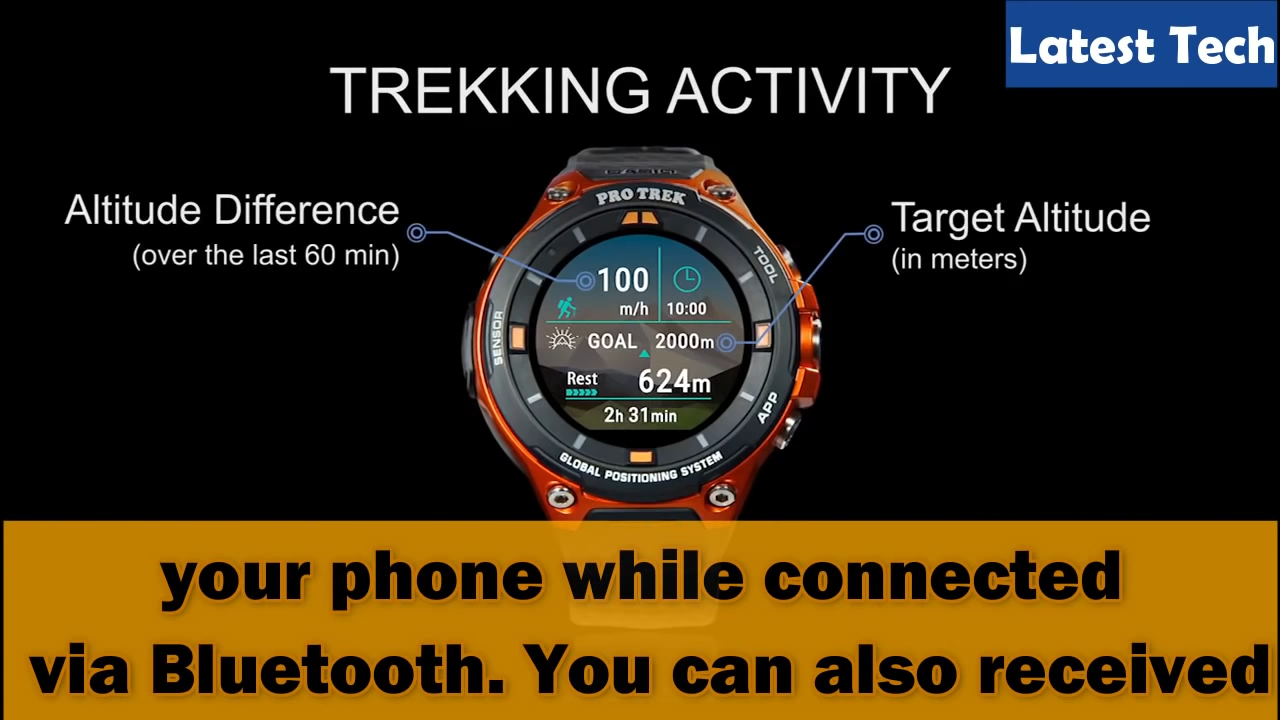 Latest Tech
TREKKING ACTIVITY
Altitude Difference
(over the last 60 min)
Target Altitude
(in meters)
PRO TREK
TOOL
SENSOR
APP
100
m/h
10:00
GOAL 2000m
Rest 624m
2h 31min
GLOBAL POSITIONING SYSTEM
your phone while connected
via Bluetooth. You can also received